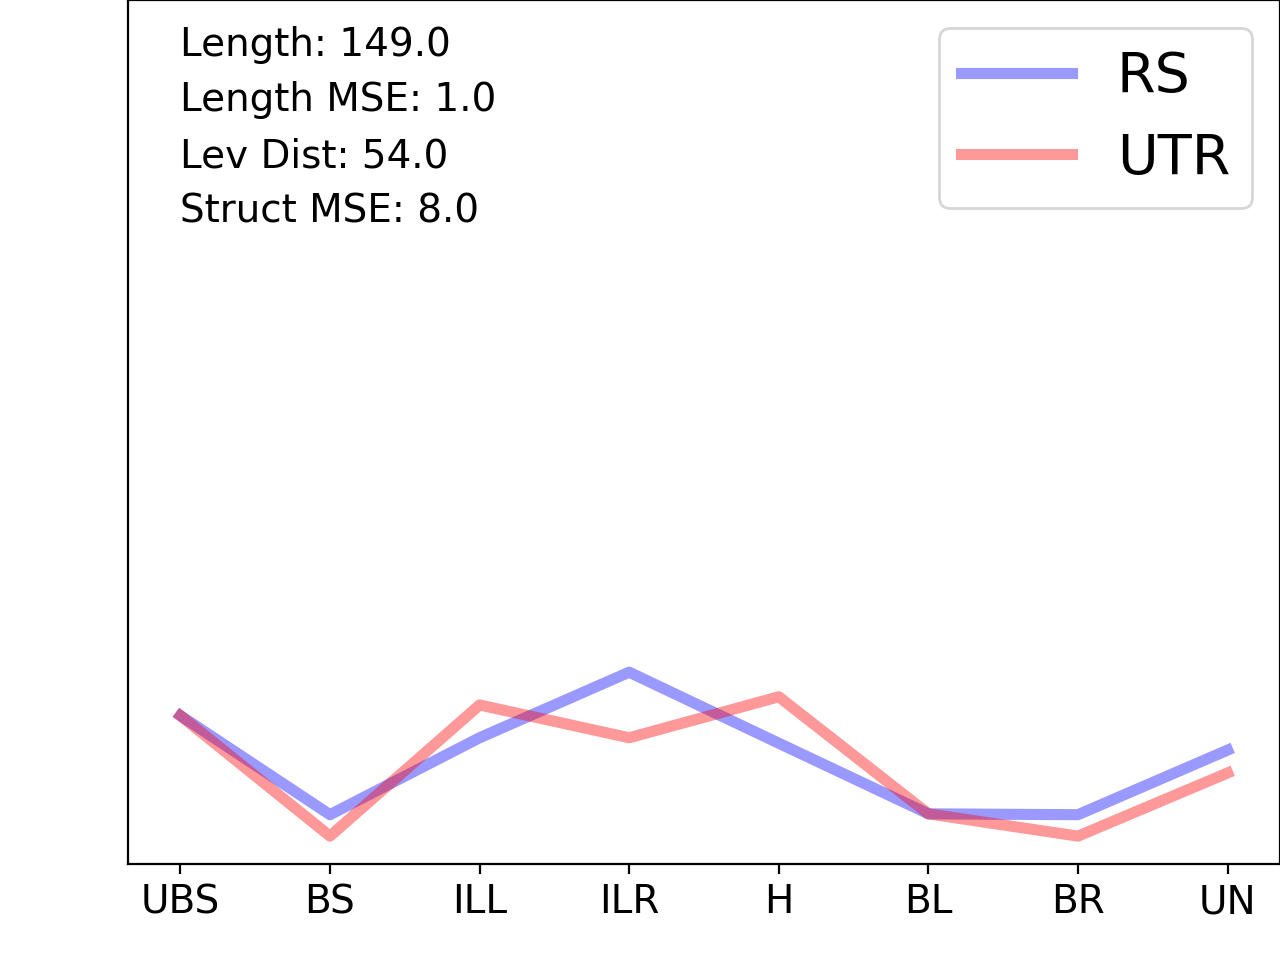 Length: 149.0
Length MSE: 1.0
Lev Dist: 54.0
Struct MSE: 8.0
RS
UTR
UBS BS ILL ILR H BL BR UN